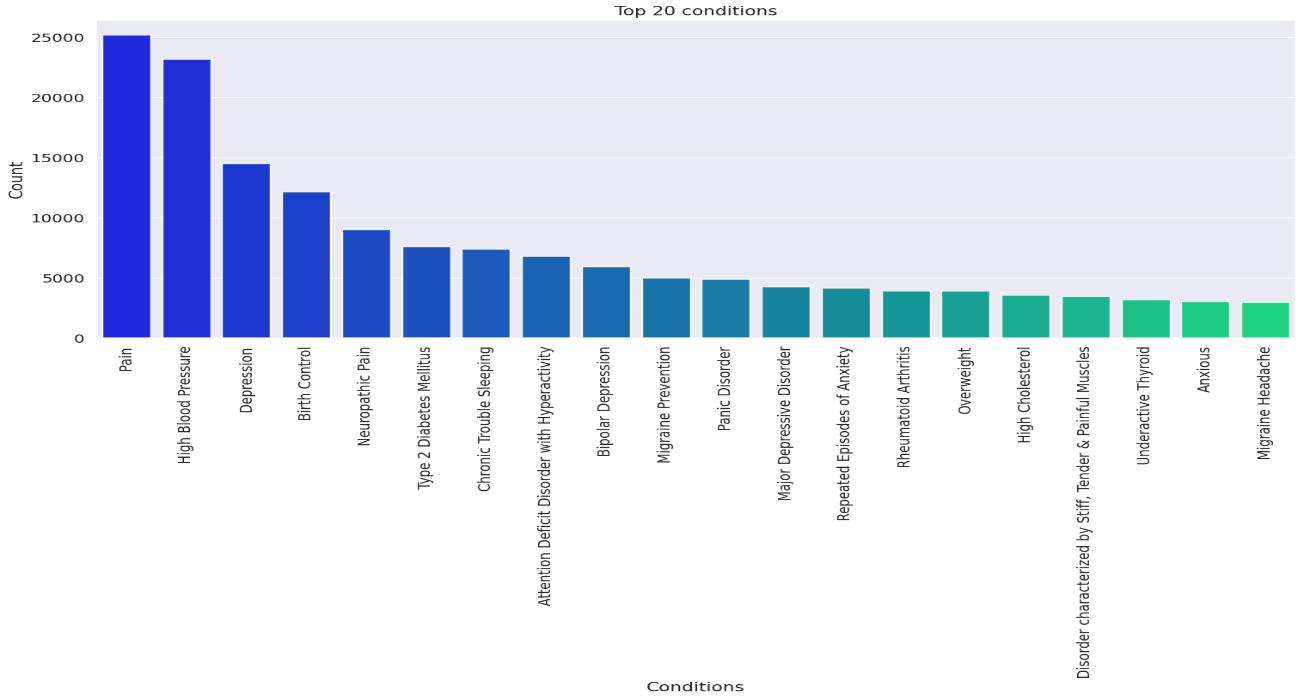 Top 20 conditions
Count
25000
20000
15000
10000
5000
0
Pain
High Blood Pressure
Depression
Birth Control
Neuropathic Pain
Type 2 Diabetes Mellitus
Chronic Trouble Sleeping
Attention Deficit Disorder with Hyperactivity
Bipolar Depression
Migraine Prevention
Panic Disorder
Major Depressive Disorder
Repeated Episodes of Anxiety
Rheumatoid Arthritis
Overweight
High Cholesterol
Disorder characterized by Stiff, Tender & Painful Muscles
Underactive Thyroid
Anxious
Migraine Headache
Conditions